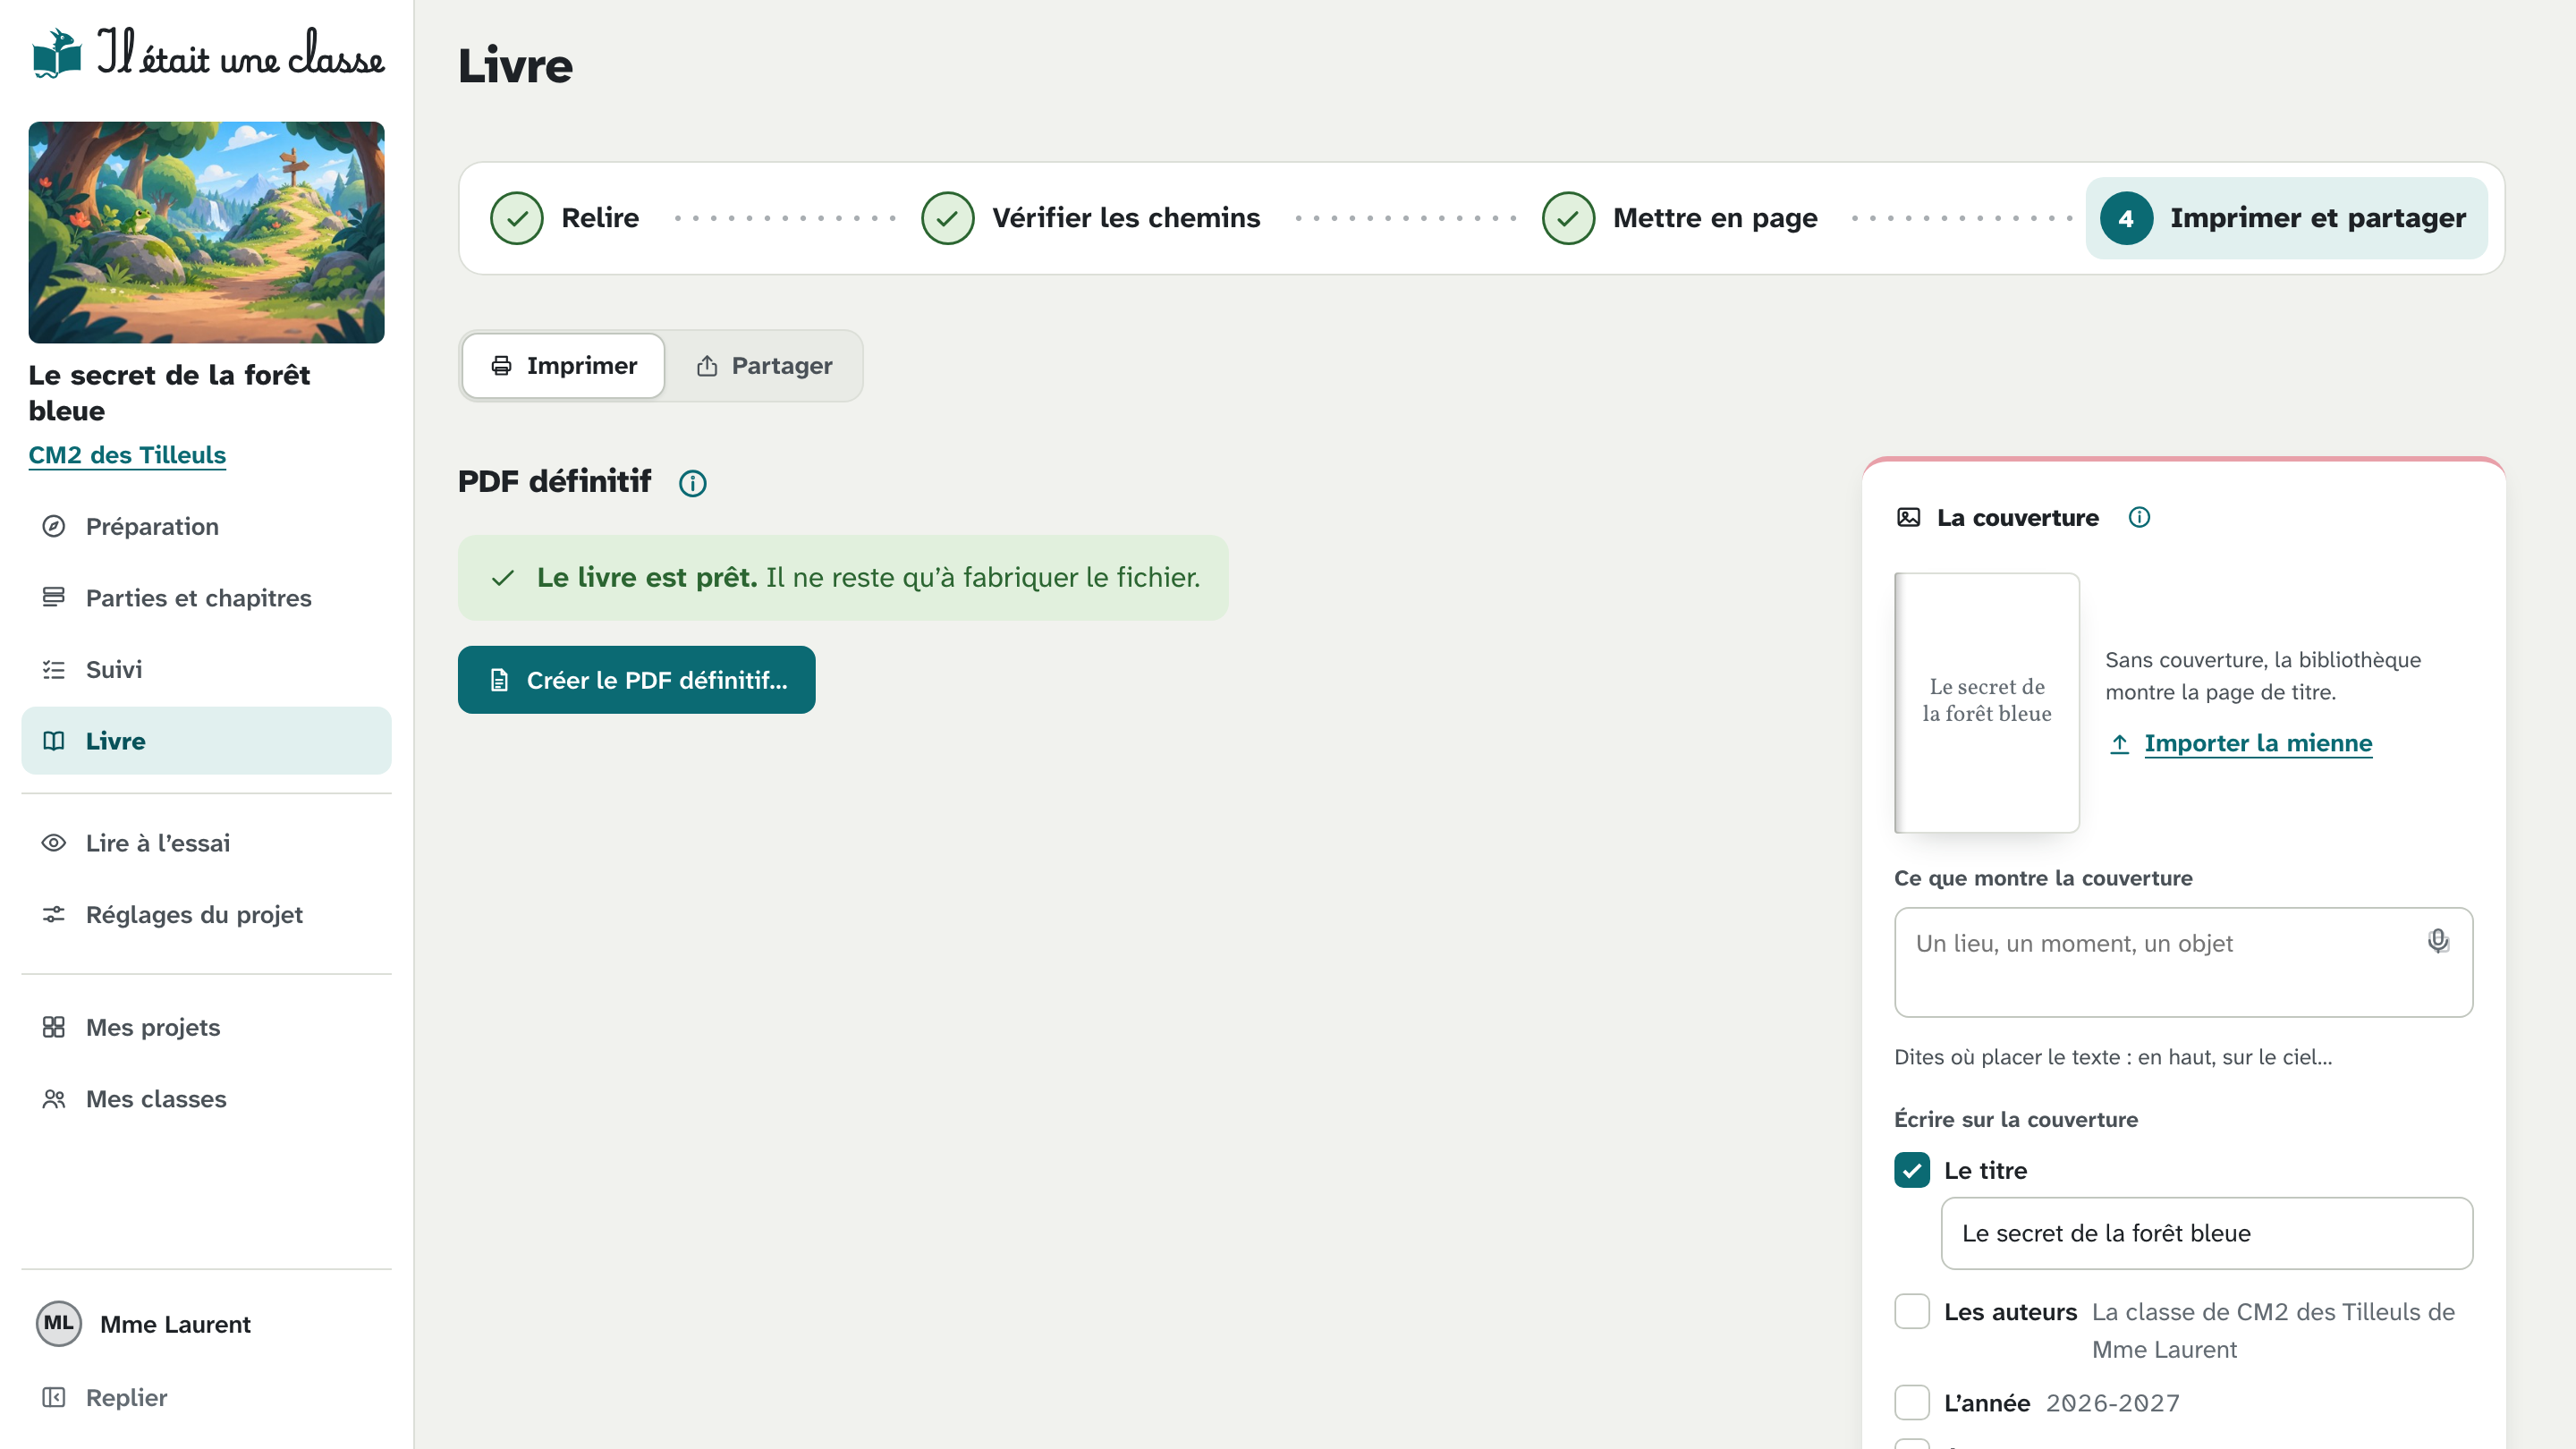 Il était une classe
Le secret de la forêt
bleue
CM2 des Tilleuls
Préparation
Parties et chapitres
Suivi
Livre
Lire à l’essai
Réglages du projet
Mes projets
Mes classes
ML Mme Laurent
Replier
Livre
Relire
Vérifier les chemins
Mettre en page
4 Imprimer et partager
Imprimer
Partager
PDF définitif
Le livre est prêt. Il ne reste qu’à fabriquer le fichier.
Créer le PDF définitif…
La couverture
Le secret de
la forêt bleue
Sans couverture, la bibliothèque
montre la page de titre.
Importer la mienne
Ce que montre la couverture
Un lieu, un moment, un objet
Dites où placer le texte : en haut, sur le ciel…
Écrire sur la couverture
Le titre
Le secret de la forêt bleue
Les auteurs La classe de CM2 des Tilleuls de
Mme Laurent
L’année 2026-2027